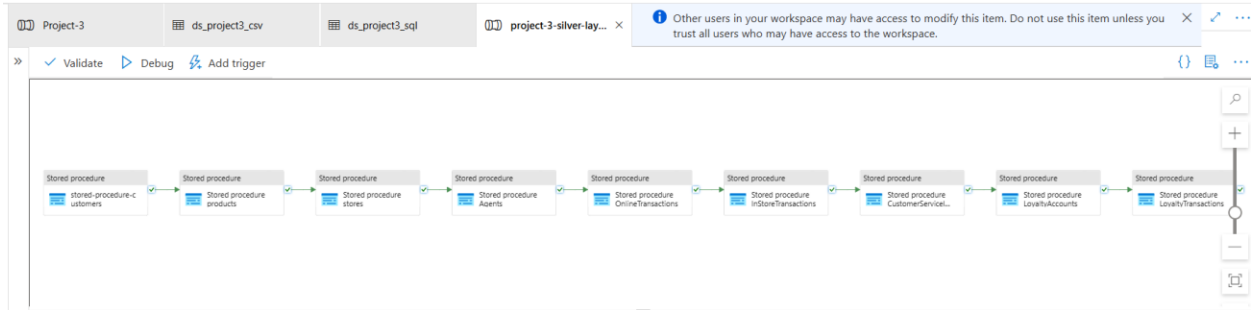 Project-3
ds_project3_csv
ds_project3_sql
project-3-silver-lay...
Other users in your workspace may have access to modify this item. Do not use this item unless you
trust all users who may have access to the workspace.
Validate
Debug
Add trigger
Stored procedure
stored-procedure-c
ustomers
Stored procedure
Stored procedure
products
Stored procedure
Stored procedure
stores
Stored procedure
Stored procedure
Agents
Stored procedure
Stored procedure
OnlineTransactions
Stored procedure
Stored procedure
InStoreTransactions
Stored procedure
Stored procedure
CustomerServiceI...
Stored procedure
Stored procedure
LoyaltyAccounts
Stored procedure
Stored procedure
LoyaltyTransactions